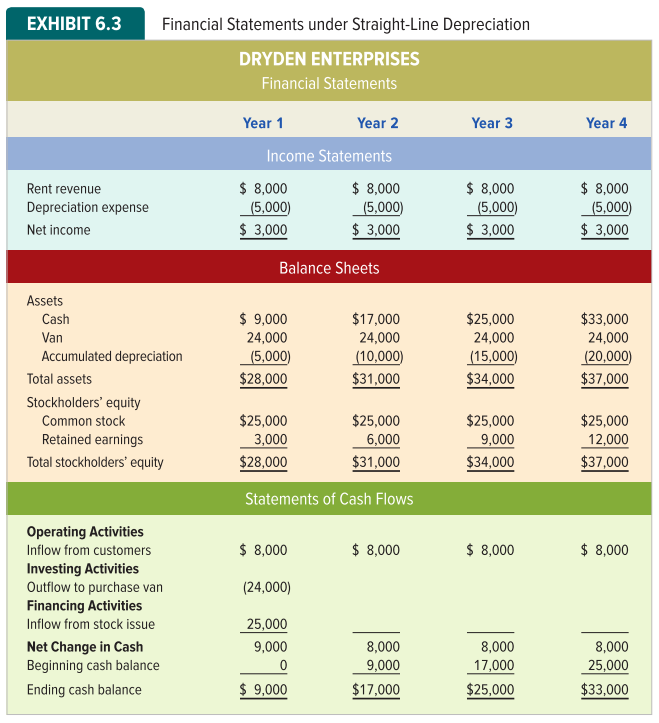 EXHIBIT 6.3 Financial Statements under Straight-Line Depreciation
DRYDEN ENTERPRISES
Financial Statements
Year 1 Year 2 Year 3 Year 4
Income Statements
Rent revenue $ 8,000 $ 8,000 $ 8,000 $ 8,000
Depreciation expense (5,000) (5,000) (5,000) (5,000)
Net income $ 3,000 $ 3,000 $ 3,000 $ 3,000
Balance Sheets
Assets
Cash $ 9,000 $17,000 $25,000 $33,000
Van 24,000 24,000 24,000 24,000
Accumulated depreciation (5,000) (10,000) (15,000) (20,000)
Total assets $28,000 $31,000 $34,000 $37,000
Stockholders’ equity
Common stock $25,000 $25,000 $25,000 $25,000
Retained earnings 3,000 6,000 9,000 12,000
Total stockholders’ equity $28,000 $31,000 $34,000 $37,000
Statements of Cash Flows
Operating Activities
Inflow from customers $ 8,000 $ 8,000 $ 8,000 $ 8,000
Investing Activities
Outflow to purchase van (24,000)
Financing Activities
Inflow from stock issue 25,000
Net Change in Cash 9,000 8,000 8,000 8,000
Beginning cash balance 0 9,000 17,000 25,000
Ending cash balance $ 9,000 $17,000 $25,000 $33,000